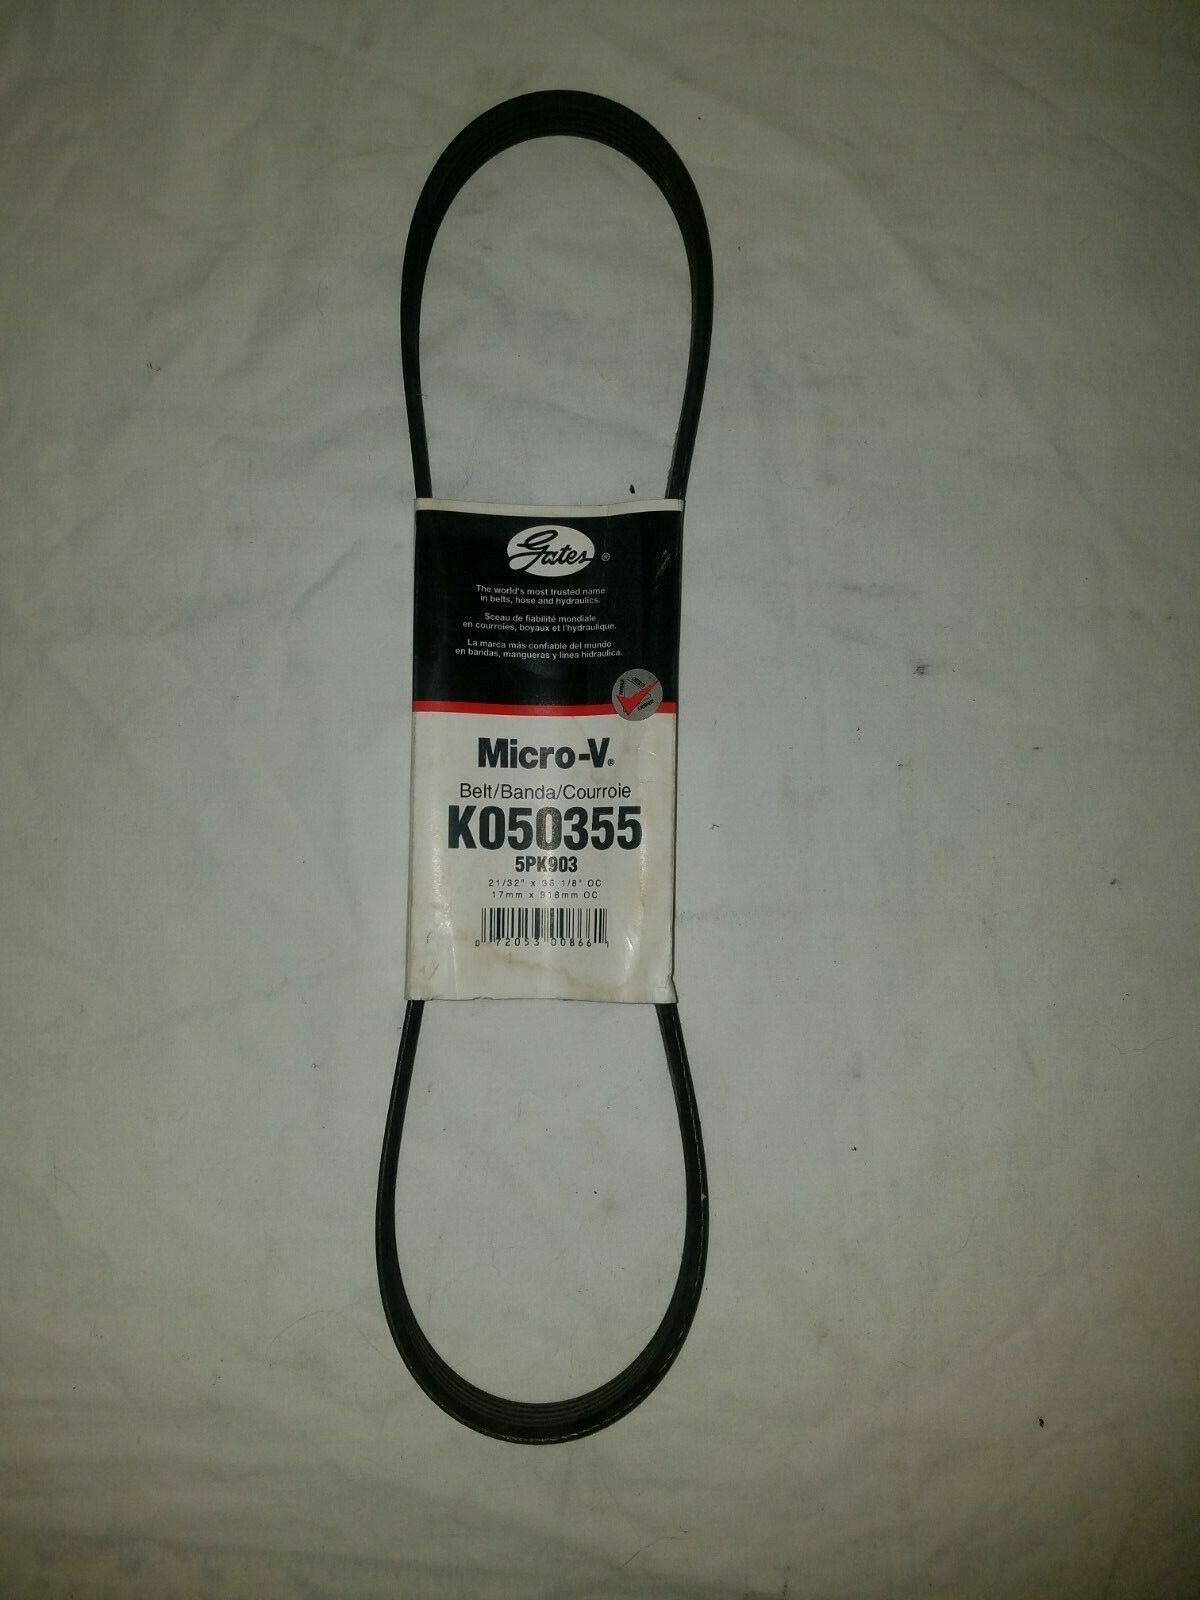 Gates®
The world's most trusted name
in belts, hose and hydraulics.
Sceau de fiabilité mondiale
en courroies, boyaux et l'hydraulique.
La marca más confiable del mundo
en bandas, mangueras y linea hidraulica.
Micro-V®
Belt/Banda/Courroie
K050355
5PK903
21/32" x 36 1/8" OC
17mm x 918mm OC
0 72053 00866 1